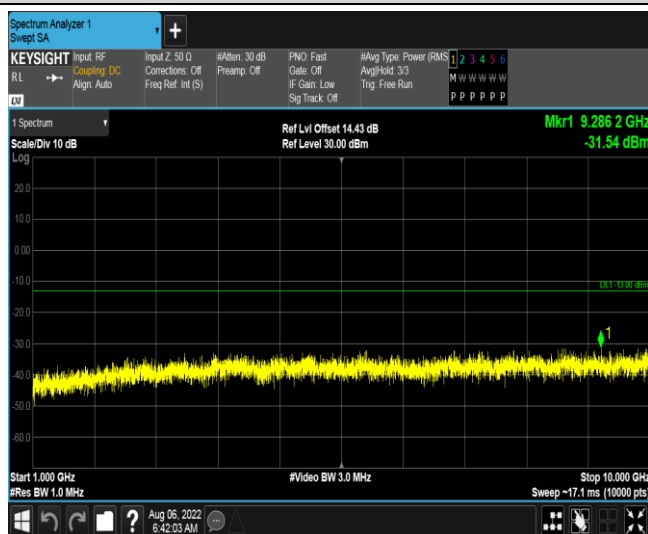 Spectrum Analyzer 1
Swept SA
+
KEYSIGHT
RL
LXI
Input: RF
Coupling: DC
Align: Auto
Input Z: 50 Ω
Corrections: Off
Freq Ref: Int (S)
#Atten: 30 dB
Preamp: Off
PNO: Fast
Gate: Off
IF Gain: Low
Sig Track: Off
#Avg Type: Power (RMS
Avg|Hold: 3/3
Trig: Free Run
1 2 3 4 5 6
M W W W W W
P P P P P P
1 Spectrum
Scale/Div 10 dB
Log
Ref Lvl Offset 14.43 dB
Ref Level 30.00 dBm
Mkr1 9.286 2 GHz
-31.54 dBm
20.0
10.0
0.00
-10.0
DL1 -13.00 dBm
-20.0
-30.0
1
-40.0
-50.0
-60.0
Start 1.000 GHz
#Res BW 1.0 MHz
#Video BW 3.0 MHz
Stop 10.000 GHz
Sweep ~17.1 ms (10000 pts)
?
Aug 06, 2022
6:42:03 AM